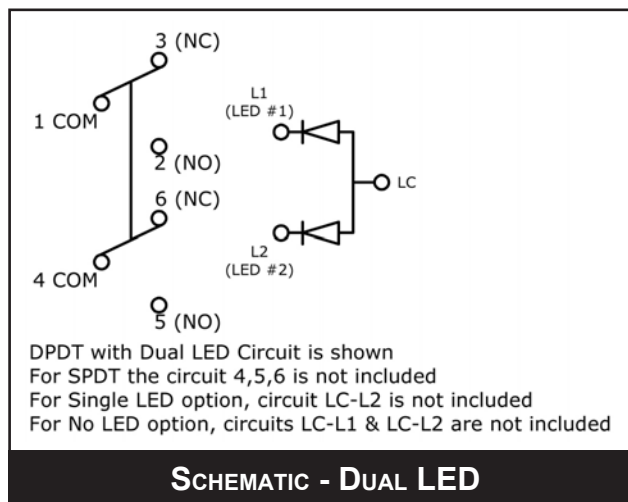 3 (NC)
1 COM
2 (NO)
6 (NC)
4 COM
5 (NO)
L1
(LED #1)
LC
L2
(LED #2)
DPDT with Dual LED Circuit is shown
For SPDT the circuit 4,5,6 is not included
For Single LED option, circuit LC-L2 is not included
For No LED option, circuits LC-L1 & LC-L2 are not included
SCHEMATIC - DUAL LED